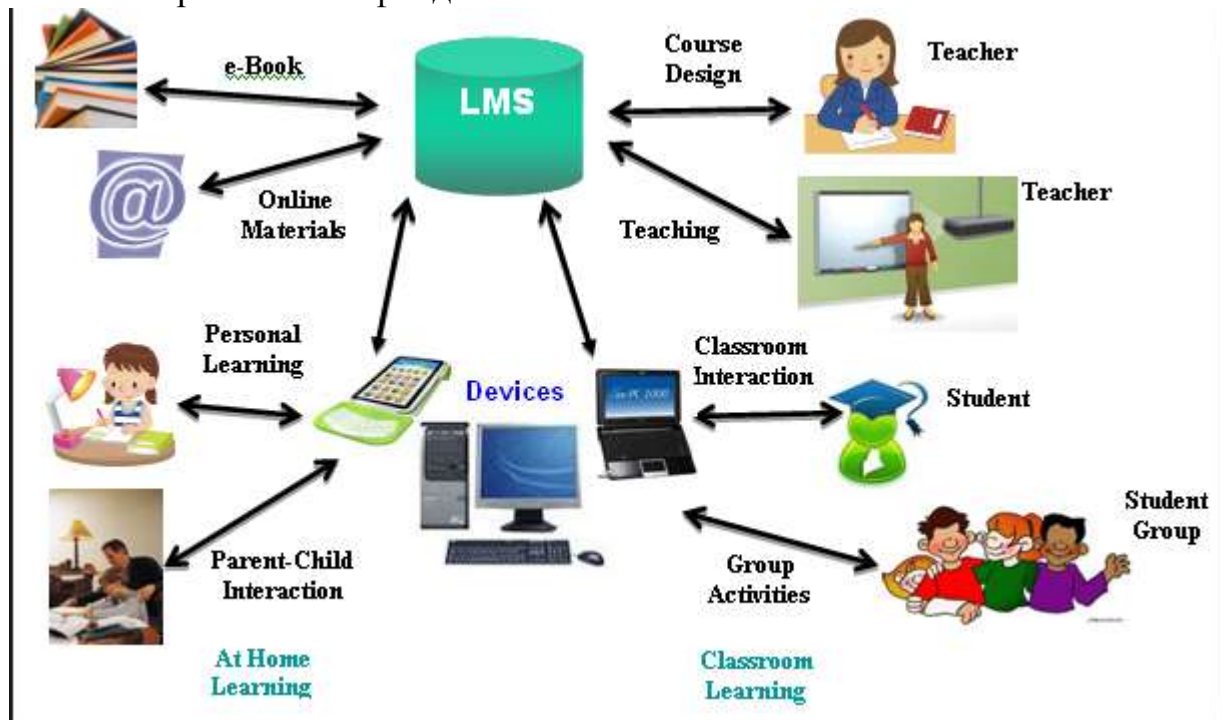 e-Book
LMS
Course
Design
Teacher
Online
Materials
Teaching
Teacher
Personal
Learning
Devices
Classroom
Interaction
Student
Parent-Child
Interaction
Group
Activities
Student
Group
At Home
Learning
Classroom
Learning